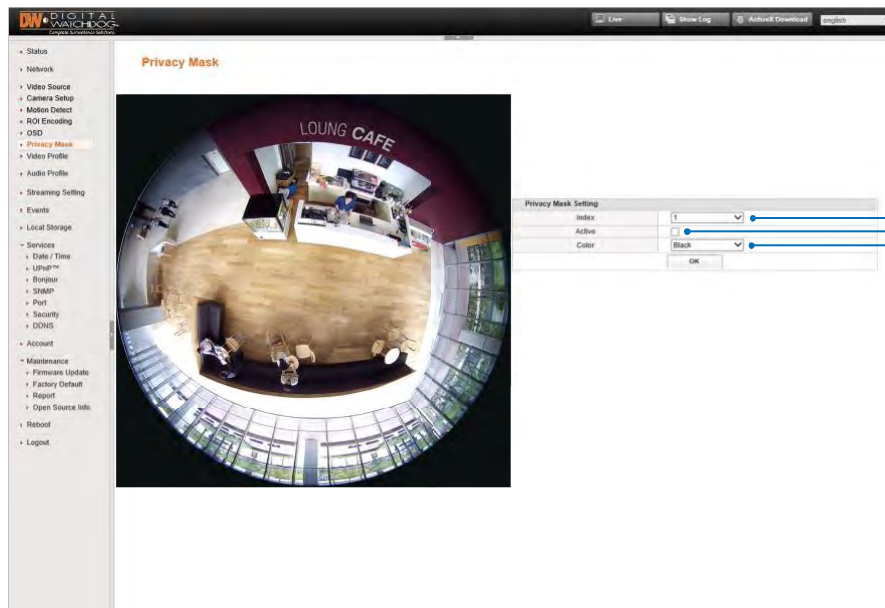 DW DIGITAL
WATCHDOG
Complete Surveillance Solutions
Live
Show Log
ActiveX Download
english
Status
Network
Video Source
Camera Setup
Motion Detect
ROI Encoding
OSD
Privacy Mask
Video Profile
Audio Profile
Streaming Setting
Events
Local Storage
Services
Date / Time
UPnP™
Bonjour
SNMP
Port
Security
DDNS
Account
Maintenance
Firmware Update
Factory Default
Report
Open Source Info.
Reboot
Logout
Privacy Mask
LOUNG CAFE
Privacy Mask Setting
Index 1
Active
Color Black
OK